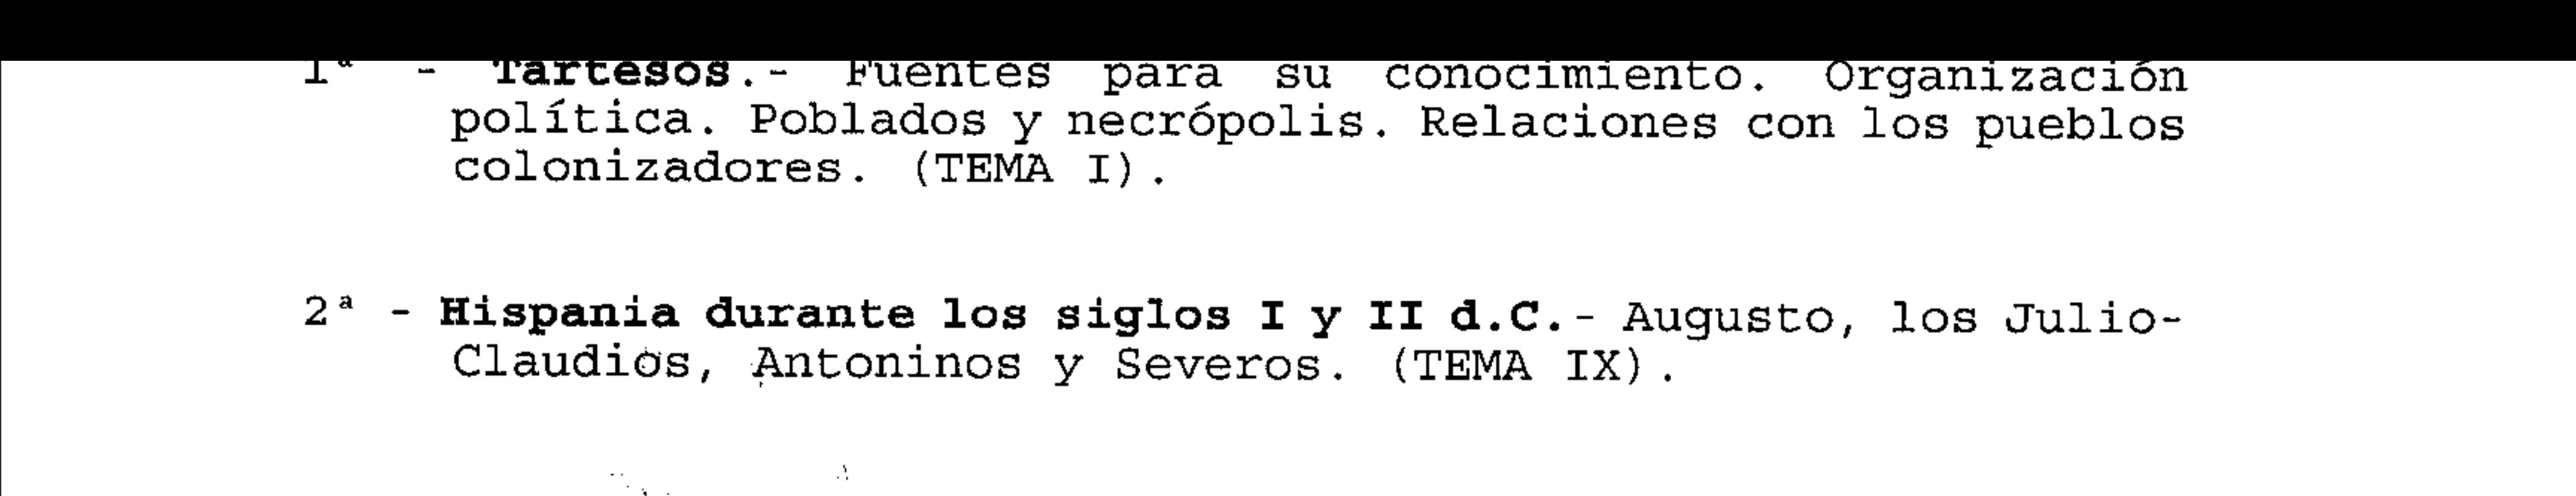 1ª - Tartesos.- Fuentes para su conocimiento. Organización
política. Poblados y necrópolis. Relaciones con los pueblos
colonizadores. (TEMA I).
2ª - Hispania durante los siglos I y II d.C.- Augusto, los Julio-
Claudios, Antoninos y Severos. (TEMA IX).